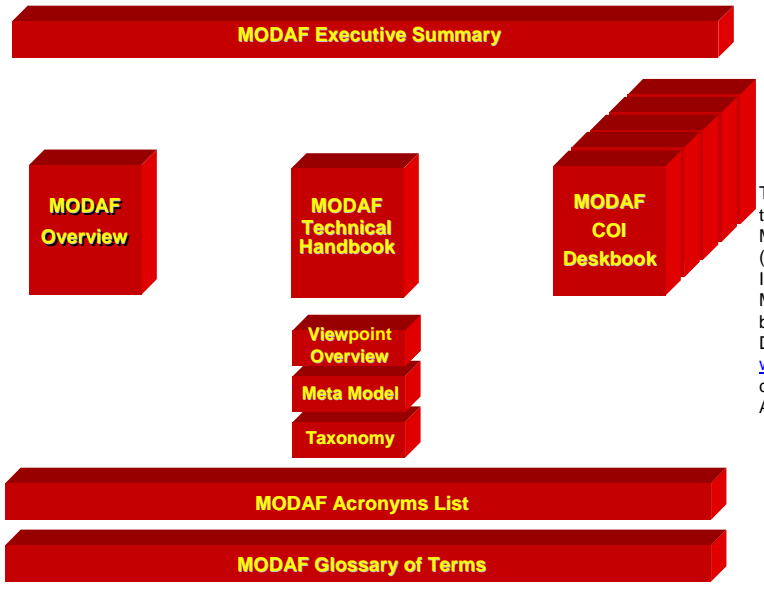 MODAF Executive Summary
MODAF
Overview
MODAF
Technical
Handbook
MODAF
COI
Deskbook
Viewpoint
Overview
Meta Model
Taxonomy
MODAF Acronyms List
MODAF Glossary of Terms